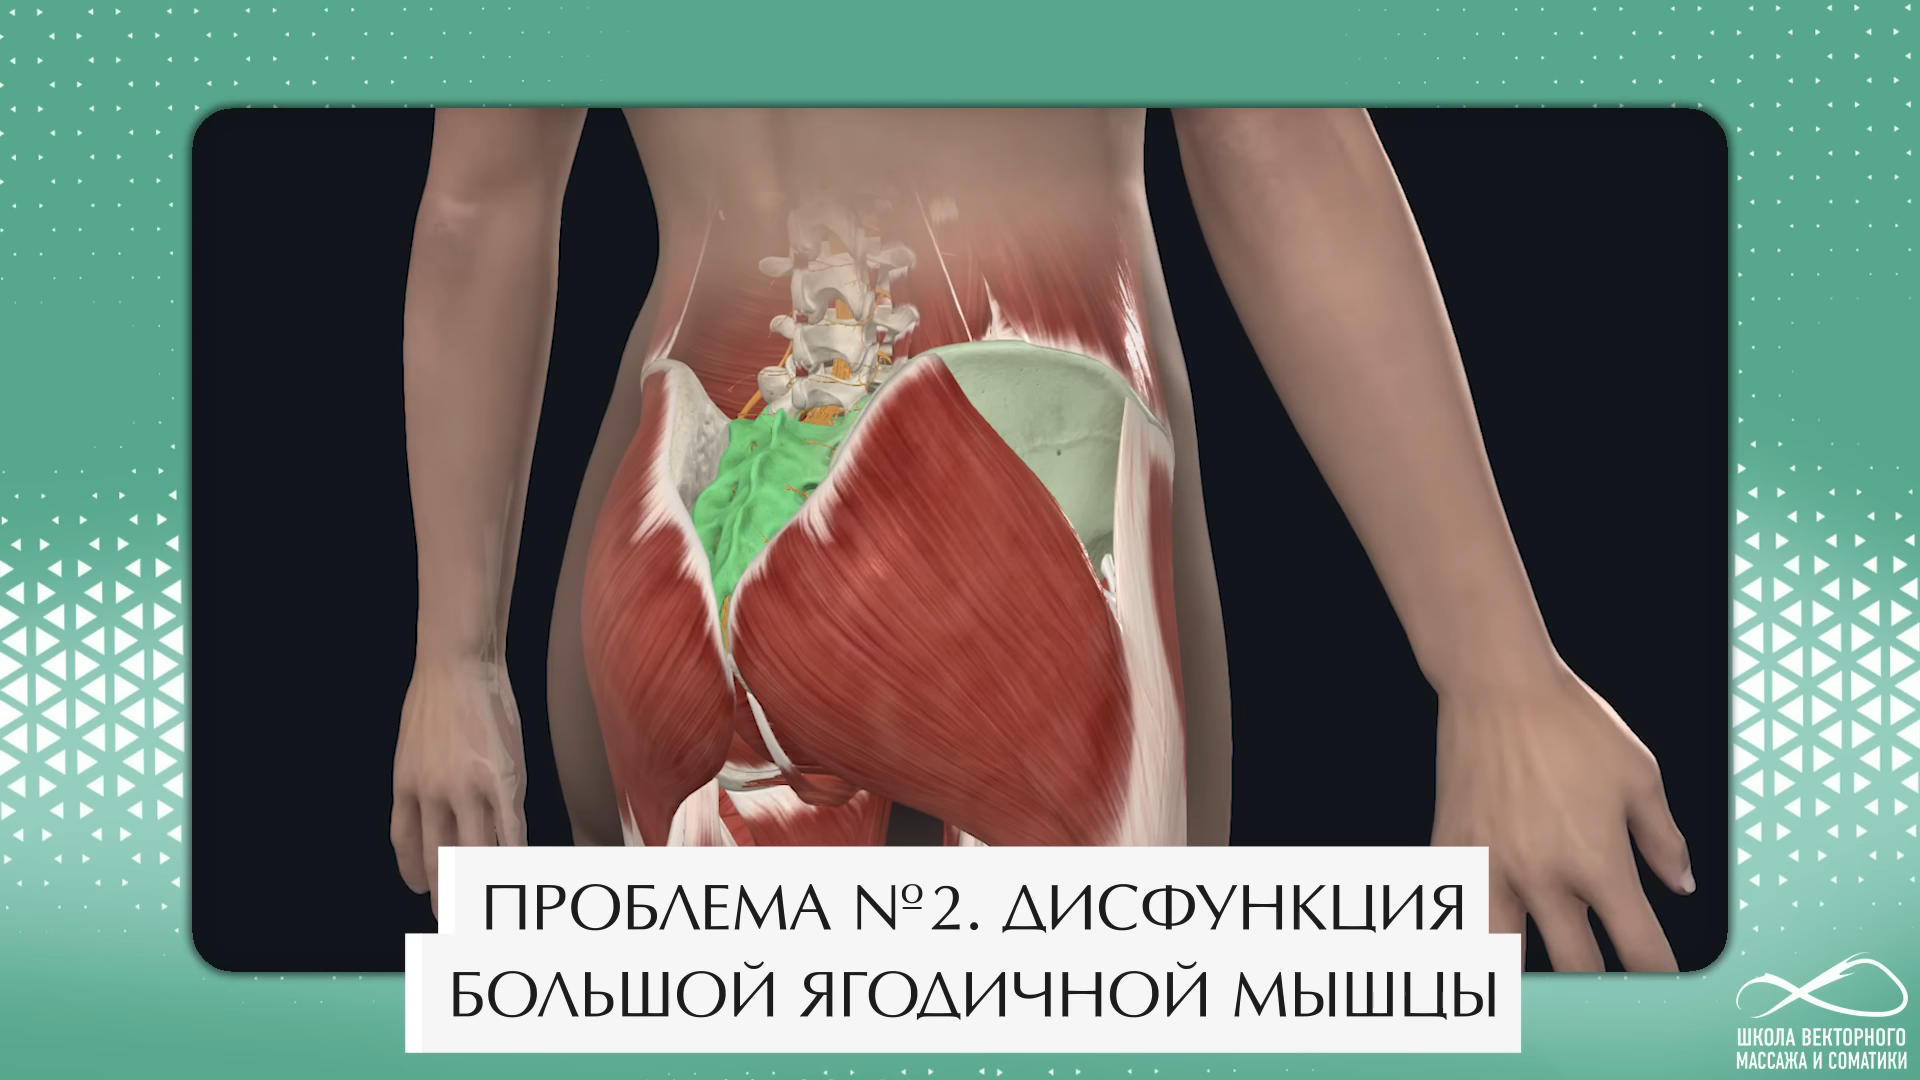 ПРОБЛЕМА №2. ДИСФУНКЦИЯ
БОЛЬШОЙ ЯГОДИЧНОЙ МЫШЦЫ
ШКОЛА ВЕКТОРНОГО
МАССАЖА И СОМАТИКИ